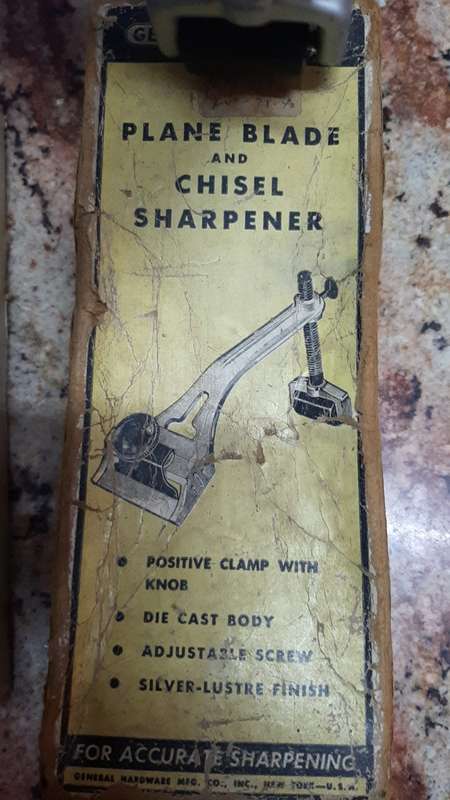 PLANE BLADE
AND
CHISEL
SHARPENER
• POSITIVE CLAMP WITH
KNOB
• DIE CAST BODY
• ADJUSTABLE SCREW
• SILVER-LUSTRE FINISH
FOR ACCURATE SHARPENING
GENERAL HARDWARE MFG. CO., INC., NEW YORK—U.S.A.